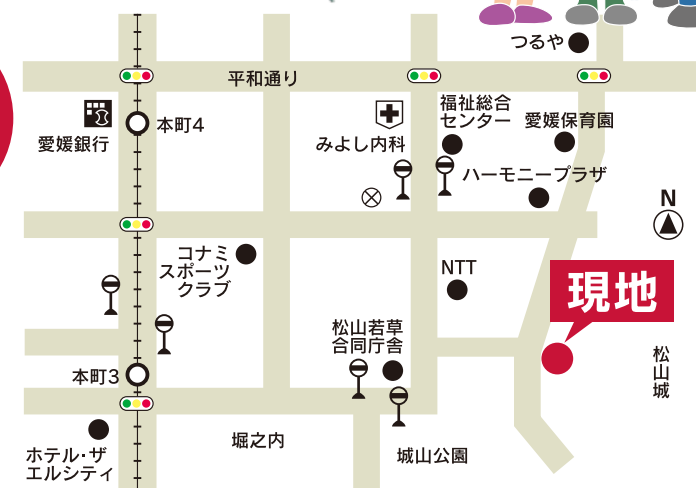 つるや
平和通り
愛媛銀行
本町4
みよし内科
福祉総合
センター
愛媛保育園
ハーモニープラザ
N
コナミ
スポーツ
クラブ
NTT
現地
松山城
松山若草
合同庁舎
本町3
ホテル・ザ
エルシティ
堀之内
城山公園